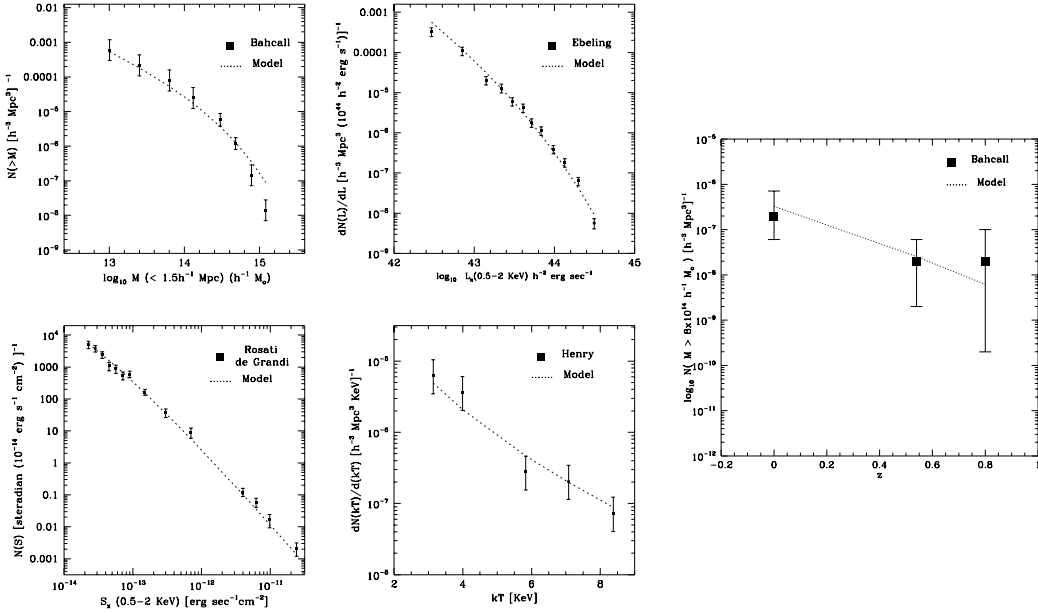 0.01
0.001
0.0001
10⁻⁵
10⁻⁶
10⁻⁷
10⁻⁸
10⁻⁹
N(>M) [h⁻³ Mpc³]⁻¹
Bahcall
Model
13
14
15
log₁₀ M (< 1.5h⁻¹ Mpc) (h⁻¹ M₀)
0.001
0.0001
10⁻⁵
10⁻⁶
10⁻⁷
10⁻⁸
10⁻⁹
dN(L)/dL [h⁻³ Mpc³ (10⁴⁴ h⁻² erg s⁻¹)]⁻¹
Ebeling
Model
42
43
44
45
log₁₀ Lₓ(0.5−2 KeV) h⁻² erg sec⁻¹
10⁴
1000
100
10
1
0.1
0.01
0.001
N(S) [steradian (10⁻¹⁴ erg s⁻¹ cm⁻²) ]⁻¹
Rosati
de Grandi
Model
10⁻¹⁴
10⁻¹³
10⁻¹²
10⁻¹¹
Sₓ (0.5−2 KeV) [erg sec⁻¹cm⁻²]
10⁻⁵
10⁻⁶
10⁻⁷
10⁻⁸
dN(kT)/d(kT) [h⁻³ Mpc³ KeV]⁻¹
Henry
Model
2
4
6
8
kT [KeV]
10⁻⁵
10⁻⁶
10⁻⁷
10⁻⁸
10⁻⁹
10⁻¹⁰
10⁻¹¹
10⁻¹²
log₁₀ N( M > 8x10¹⁴ h⁻¹ M₀ ) [h⁻³ Mpc³]⁻¹
Bahcall
Model
−0.2
0
0.2
0.4
0.6
0.8
1
z